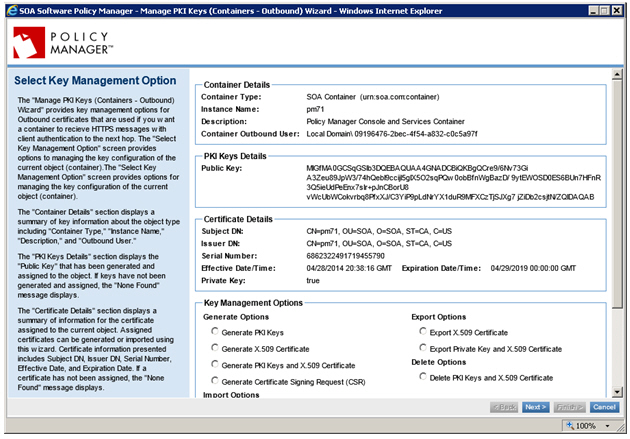 SOA Software Policy Manager - Manage PKI Keys (Containers - Outbound) Wizard - Windows Internet Explorer
POLICY
MANAGER™
Select Key Management Option
The "Manage PKI Keys (Containers - Outbound)
Wizard" provides key management options for
Outbound certificates that are used if you want
a container to recieve HTTPS messages with
client authentication to the next hop. The "Select
Key Management Option" screen provides
options to managing the key configuration of the
current object (container).The "Select Key
Management Option" screen provides options for
managing the key configuration of the current
object (container).
The "Container Details" section displays a
summary of key information about the object type
including "Container Type," "Instance Name,"
"Description," and "Outbound User."
The "PKI Keys Details" section displays the
"Public Key" that has been generated and
assigned to the object. If keys have not been
generated and assigned, the "None Found"
message displays.
The "Certificate Details" section displays a
summary of information for the certificate
assigned to the current object. Assigned
certificates can be generated or imported using
this wizard. Certificate information presented
includes Subject DN, Issuer DN, Serial Number,
Effective Date, and Expiration Date. If a
certificate has not been assigned, the "None
Found" message displays.
Container Details
Container Type: SOA Container (urn:soa.com:container)
Instance Name: pm71
Description: Policy Manager Console and Services Container
Container Outbound User: Local Domain\ 09196476-2bec-4f54-a832-c0c5a97f
PKI Keys Details
Public Key:
Certificate Details
Subject DN: CN=pm71, OU=SOA, O=SOA, ST=CA, C=US
Issuer DN: CN=pm71, OU=SOA, O=SOA, ST=CA, C=US
Serial Number: 6862322491719455790
Effective Date/Time: 04/28/2014 20:38:16 GMT Expiration Date/Time: 04/29/2019 00:00:00 GMT
Private Key: true
Key Management Options
Generate Options
Generate PKI Keys
Generate X.509 Certificate
Generate PKI Keys and X.509 Certificate
Generate Certificate Signing Request (CSR)
Import Options
Export Options
Export X.509 Certificate
Export Private Key and X.509 Certificate
Delete Options
Delete PKI Keys and X.509 Certificate
<Back Next > Finish > Cancel
100%